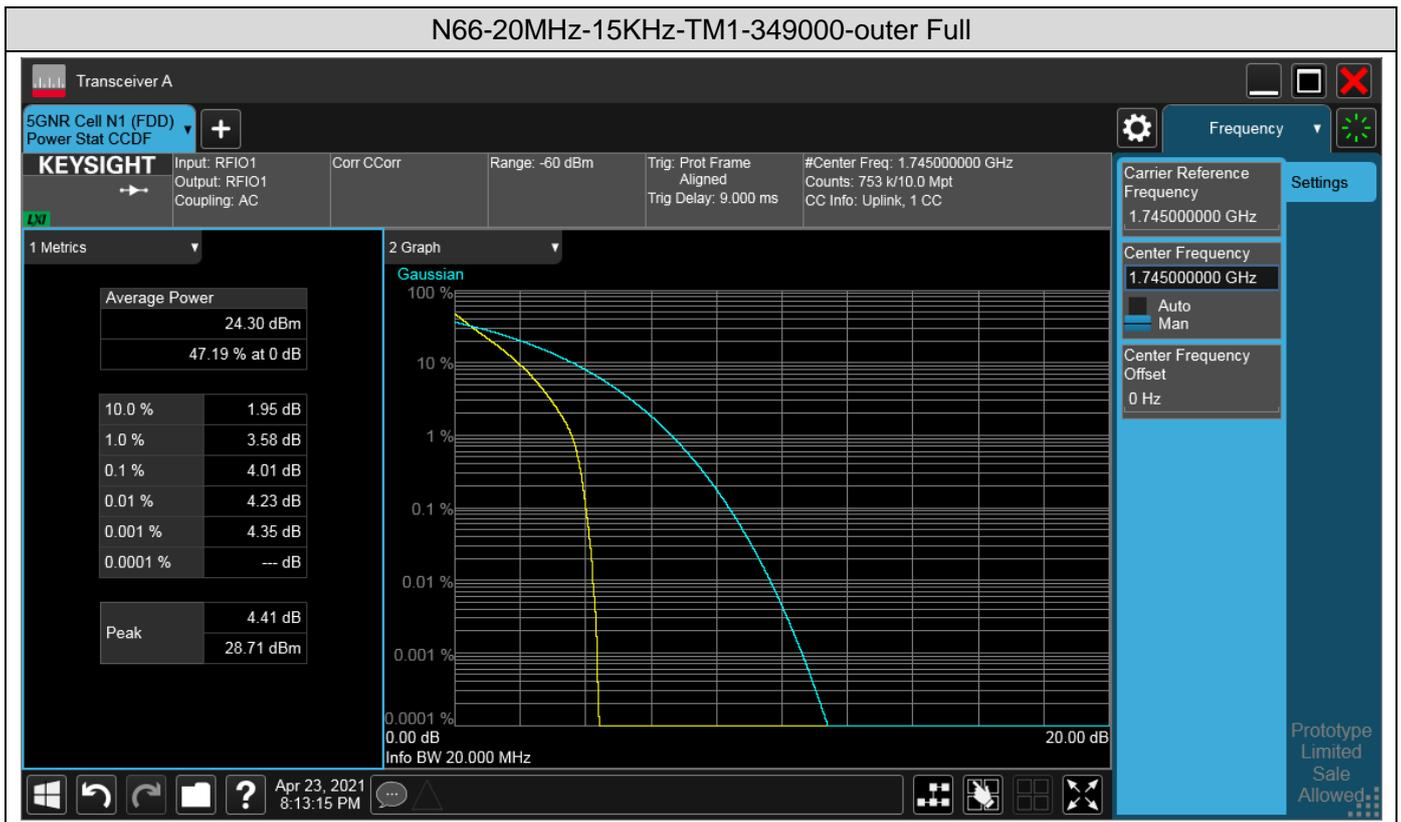 N66-20MHz-15KHz-TM1-349000-outer Full
Transceiver A
5GNR Cell N1 (FDD)
Power Stat CCDF
+
Frequency
KEYSIGHT
LXI
Input: RFIO1
Output: RFIO1
Coupling: AC
Corr CCorr
Range: -60 dBm
Trig: Prot Frame
Aligned
Trig Delay: 9.000 ms
#Center Freq: 1.745000000 GHz
Counts: 753 k/10.0 Mpt
CC Info: Uplink, 1 CC
Carrier Reference
Frequency
1.745000000 GHz
Settings
Center Frequency
1.745000000 GHz
Auto
Man
Center Frequency
Offset
0 Hz
1 Metrics
Average Power
24.30 dBm
47.19 % at 0 dB
10.0 % 1.95 dB
1.0 % 3.58 dB
0.1 % 4.01 dB
0.01 % 4.23 dB
0.001 % 4.35 dB
0.0001 % --- dB
Peak
4.41 dB
28.71 dBm
2 Graph
Gaussian
100 %
10 %
1 %
0.1 %
0.01 %
0.001 %
0.0001 %
0.00 dB 20.00 dB
Info BW 20.000 MHz
Prototype
Limited
Sale
Allowed
?
Apr 23, 2021
8:13:15 PM